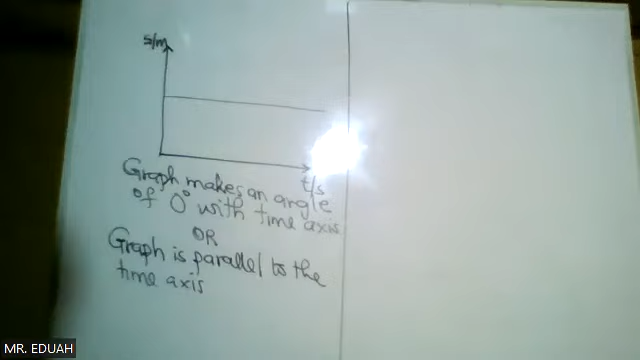 s/m
t/s
Graph makes an angle
of 0° with time axis
OR
Graph is parallel to the
time axis
MR. EDUAH